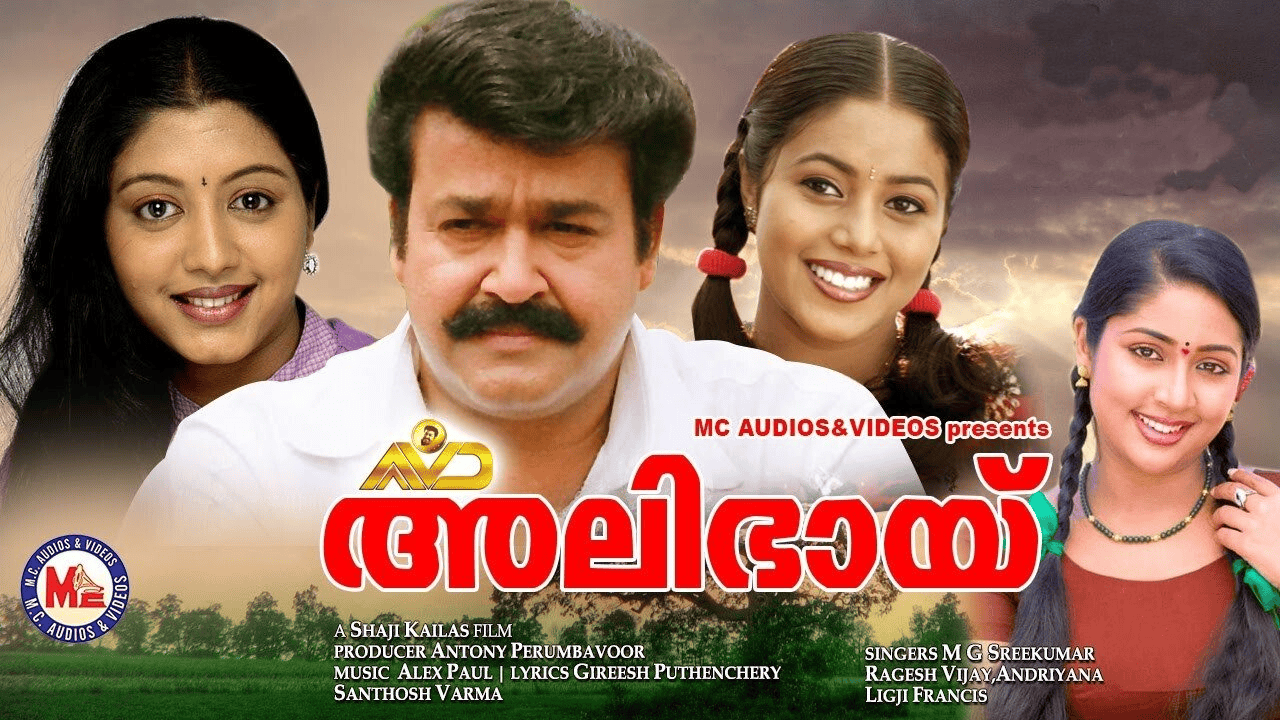 MC AUDIOS&VIDEOS presents
AVD
അലിഭായ്
M.C. AUDIOS & VIDEOS
M.C. AUDIOS & VIDEOS
A SHAJI KAILAS FILM
PRODUCER ANTONY PERUMBAVOOR
MUSIC ALEX PAUL | LYRICS GIREESH PUTHENCHERY
SANTHOSH VARMA
SINGERS M G SREEKUMAR
RAGESH VIJAY,ANDRIYANA
LIGJI FRANCIS